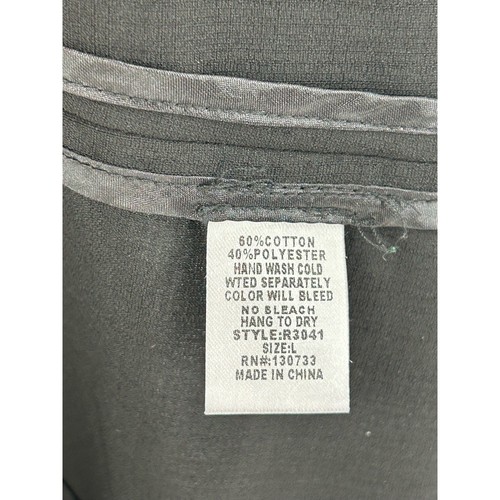 60%COTTON
40%POLYESTER
HAND WASH COLD
WTED SEPARATELY
COLOR WILL BLEED
NO BLEACH
HANG TO DRY
STYLE:R3041
SIZE:L
RN#:130733
MADE IN CHINA